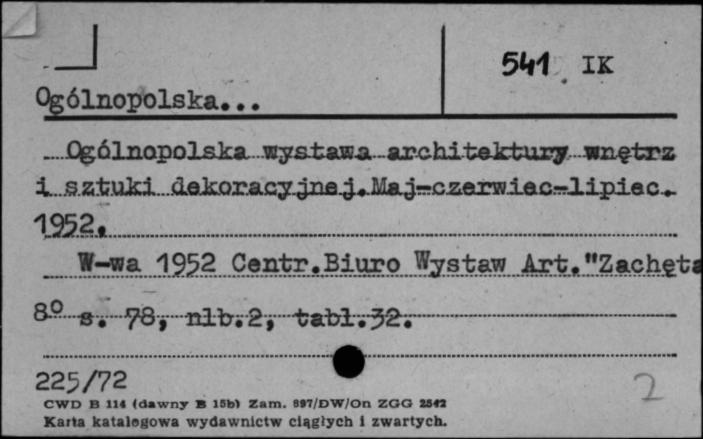 541 IK
Ogólnopolska...
Ogólnopolska wystawa architektury wnętrz
i sztuki dekoracyjnej.Maj-czerwiec-lipiec.
1952.
W-wa 1952 Centr.Biuro Wystaw Art."Zachęta
8° s. 78, nlb.2, tabl.32.
225/72
2
CWD B 114 (dawny B 15b) Zam. 897/DW/On ZGG 2542
Karta katalogowa wydawnictw ciągłych i zwartych.